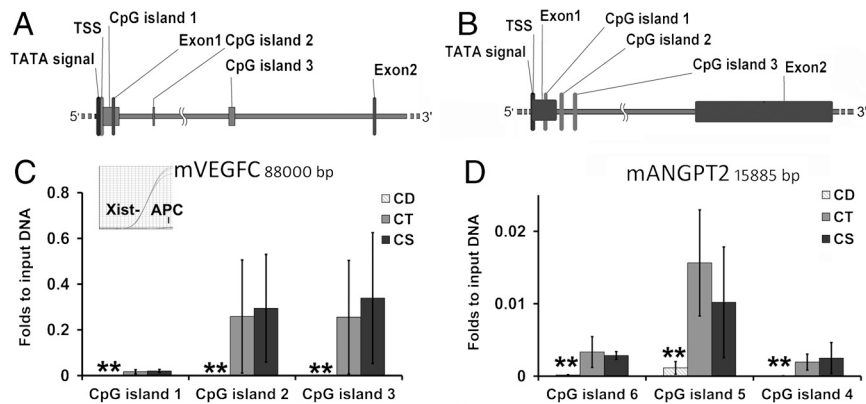 A
TSS
CpG island 1
Exon1
CpG island 2
TATA signal
CpG island 3
Exon2
5'
3'
B
TSS
Exon1
CpG island 1
CpG island 2
TATA signal
CpG island 3
Exon2
5'
3'
C
mVEGFC 88000 bp
Xist-
APC
CD
CT
CS
Folds to input DNA
0.8
0.6
0.4
0.2
0
**
**
**
CpG island 1
CpG island 2
CpG island 3
D
mANGPT2 15885 bp
CD
CT
CS
Folds to input DNA
0.02
0.01
0
**
**
**
CpG island 6
CpG island 5
CpG island 4